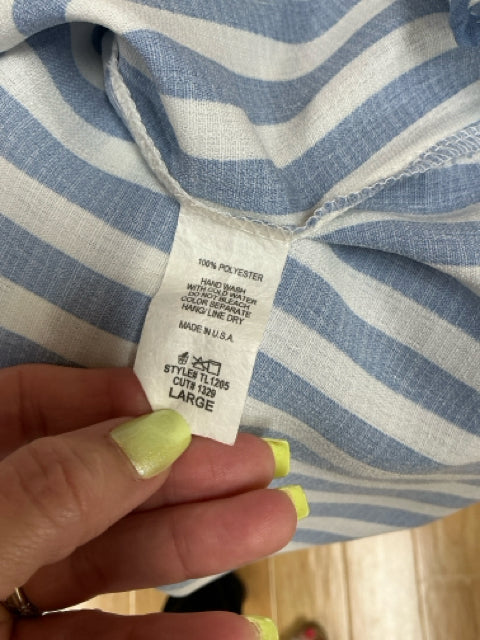 100% POLYESTER
HAND WASH
WITH COLD WATER
DO NOT BLEACH
COLOR SEPARATE
HANG/ LINE DRY
MADE IN U.S.A.
STYLE# TL1205
CUT# 1329
LARGE